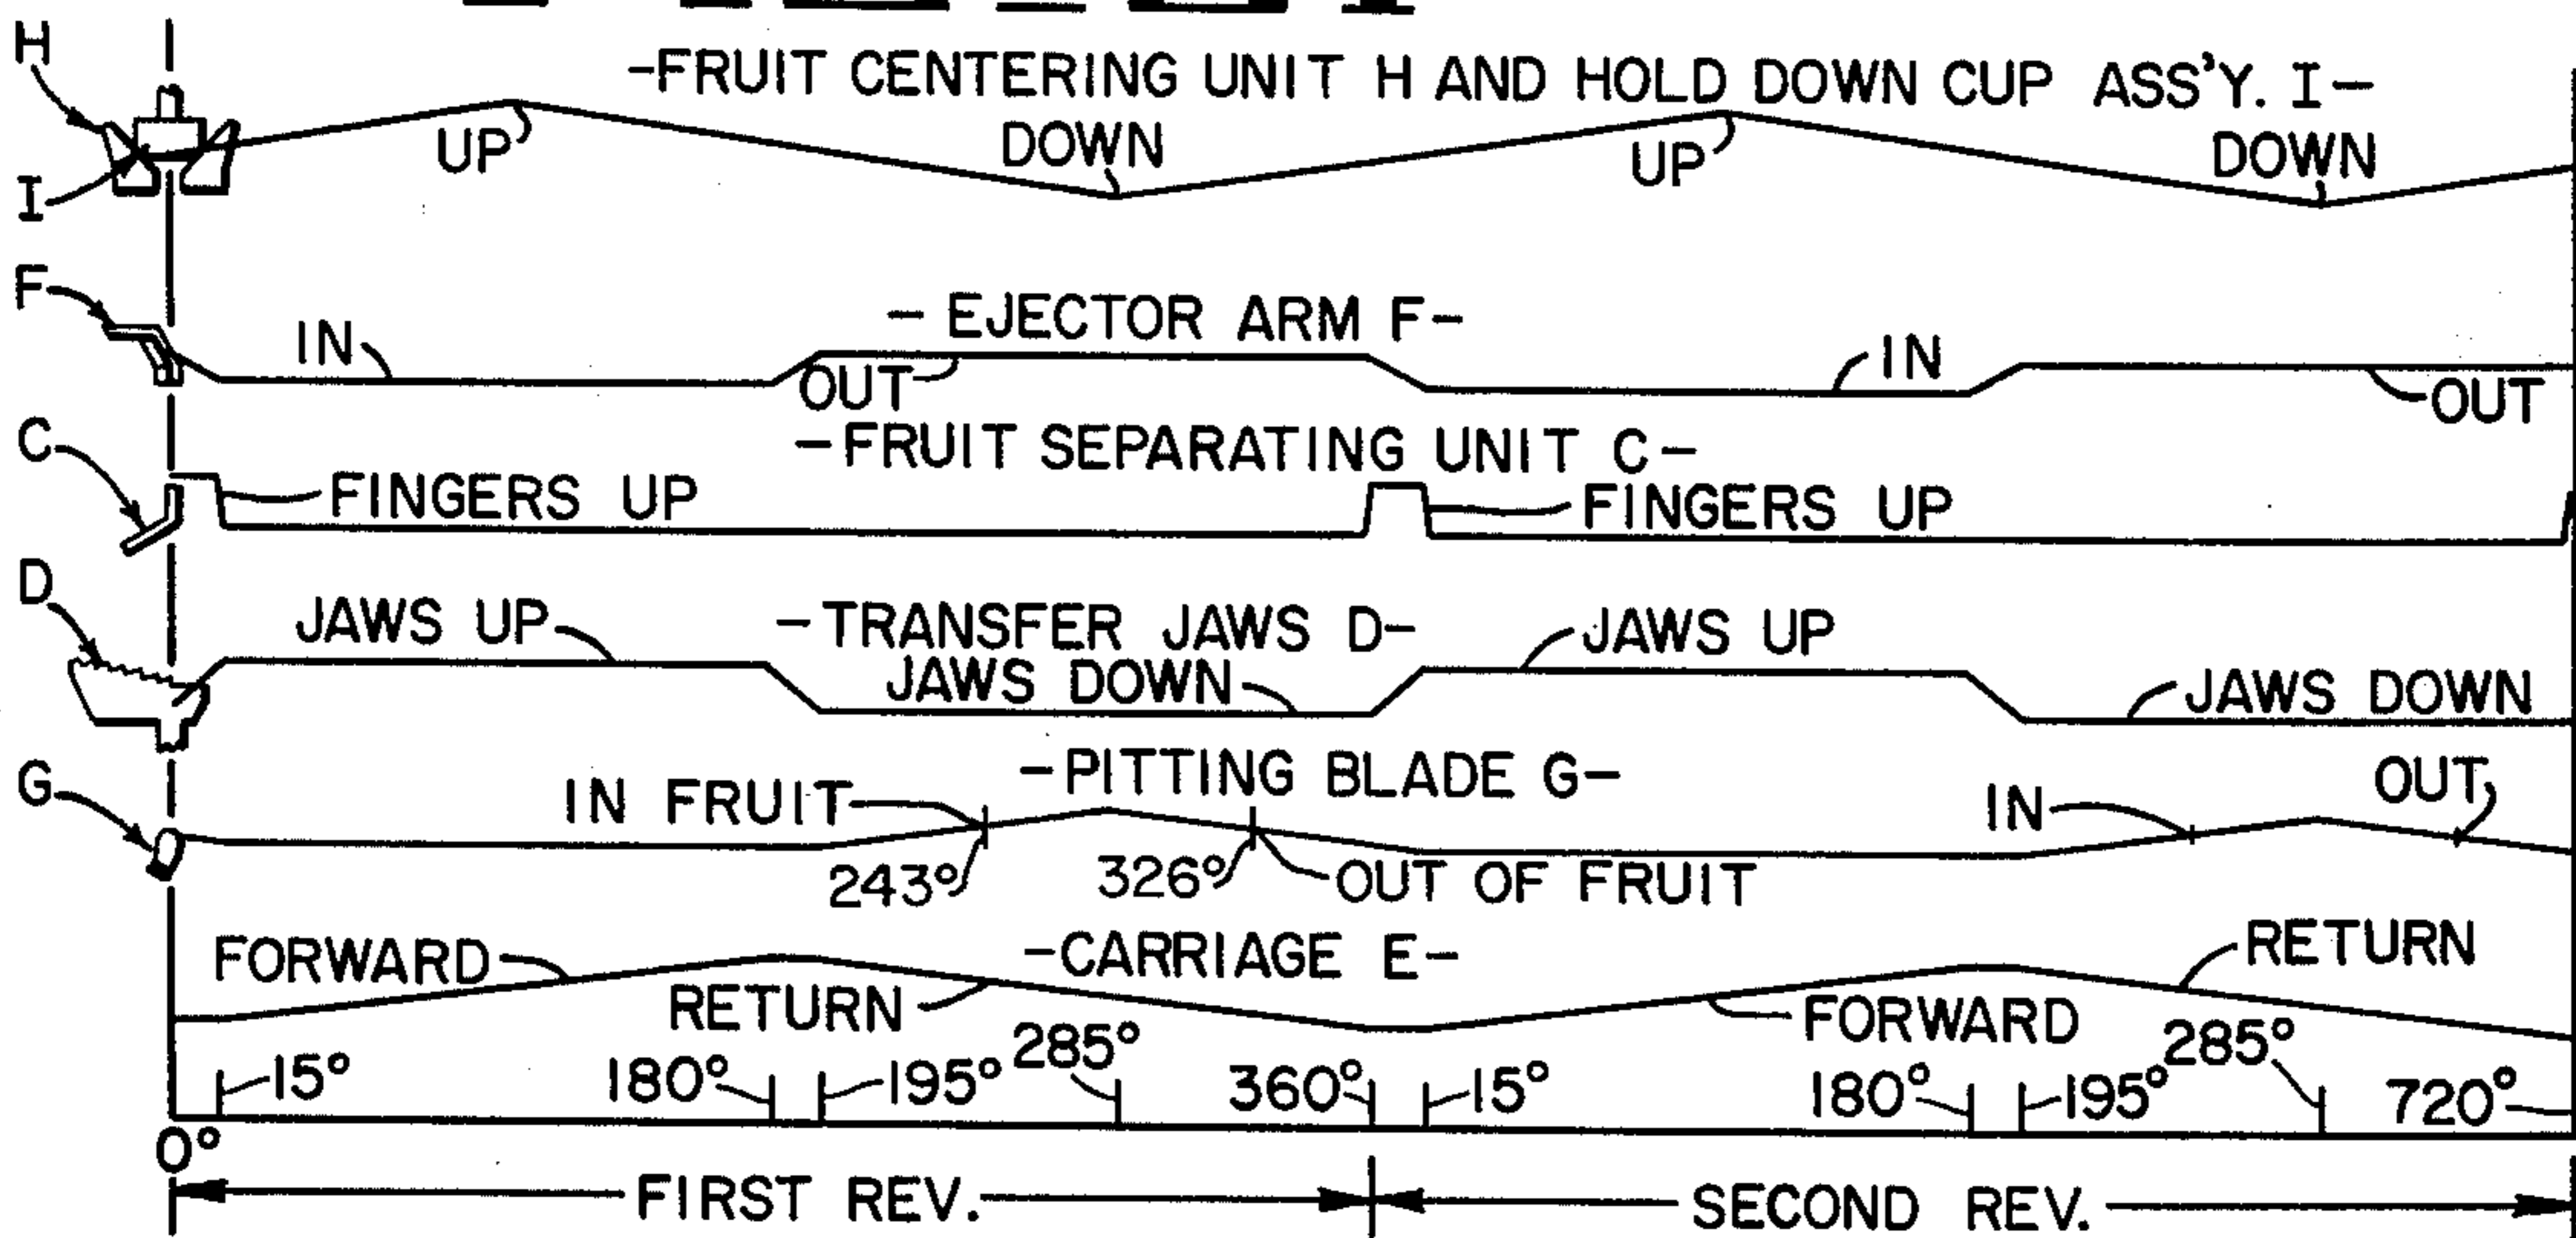 H
-FRUIT CENTERING UNIT H AND HOLD DOWN CUP ASS'Y. I-
UP
DOWN
UP
DOWN
I
F
IN
- EJECTOR ARM F-
OUT
IN
OUT
C
-FRUIT SEPARATING UNIT C-
FINGERS UP
FINGERS UP
D
JAWS UP
-TRANSFER JAWS D-
JAWS DOWN
JAWS UP
JAWS DOWN
G
IN FRUIT
-PITTING BLADE G-
IN
OUT
243°
326°
OUT OF FRUIT
FORWARD
-CARRIAGE E-
RETURN
RETURN
FORWARD
15°
180°
195°
285°
360°
15°
180°
195°
285°
720°
0°
FIRST REV.
SECOND REV.